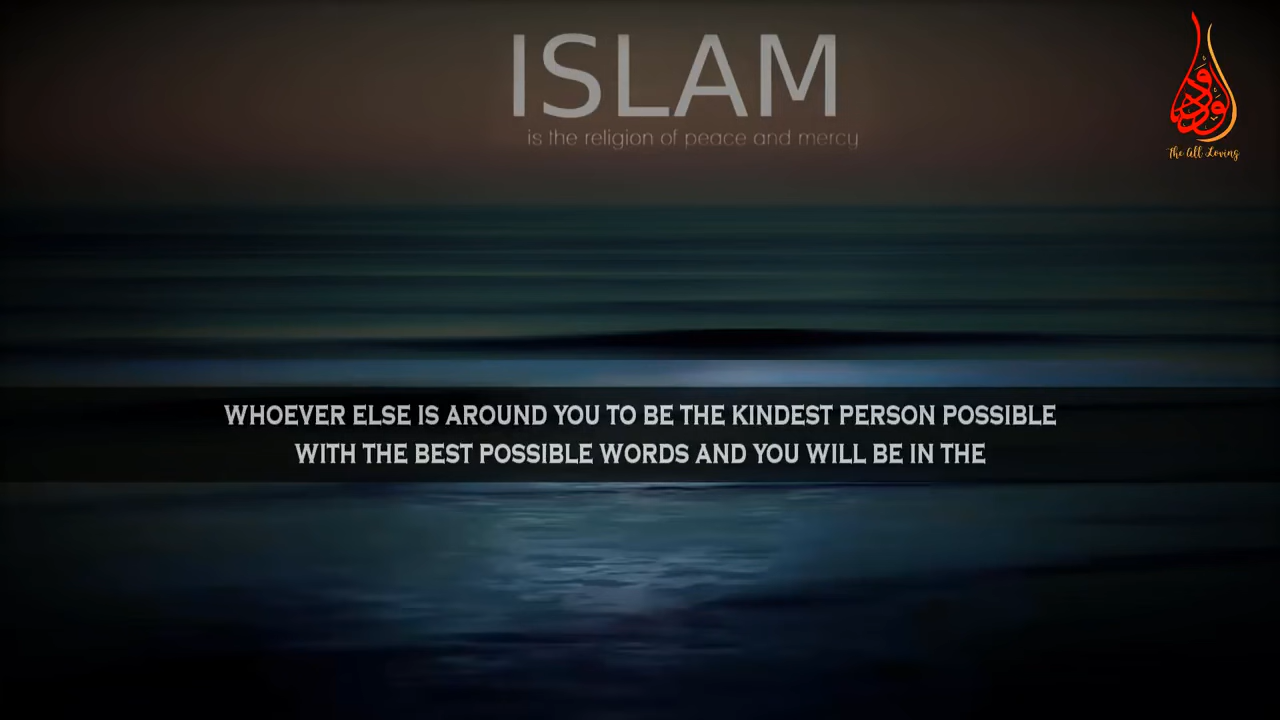 ISLAM
is the religion of peace and mercy
الودود
The All Loving
WHOEVER ELSE IS AROUND YOU TO BE THE KINDEST PERSON POSSIBLE
WITH THE BEST POSSIBLE WORDS AND YOU WILL BE IN THE